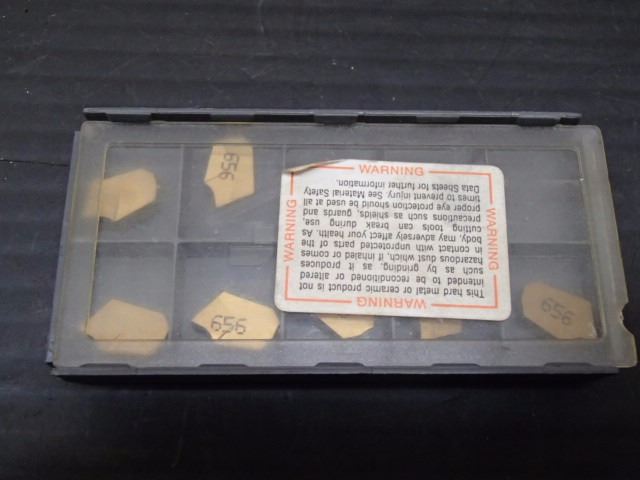 WARNING
This hard metal or ceramic product is not
intended to be reconditioned or altered
such as by grinding, as it produces
hazardous dust which, if inhaled or comes
in contact with unprotected parts of the
body, may adversely affect your health. As
cutting tools can break during use,
precautions such as shields, guards and
proper eye protection should be used at all
times to prevent injury. See Material Safety
Data Sheets for further information.
WARNING
WARNING
WARNING
656
656
656